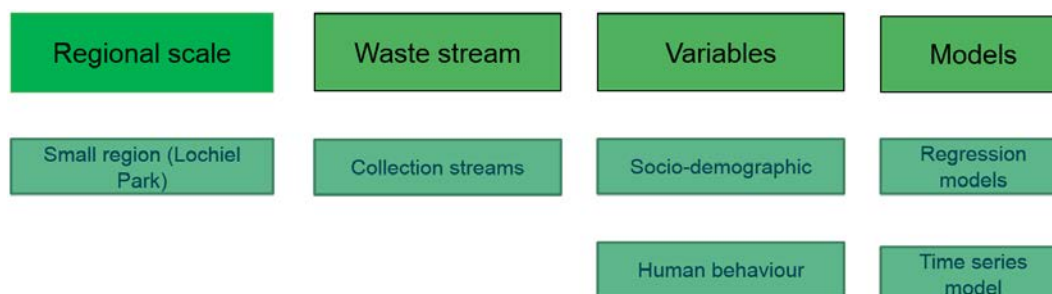 Regional scale
Waste stream
Variables
Models
Small region (Lochiel
Park)
Collection streams
Socio-demographic
Regression
models
Human behaviour
Time series
model